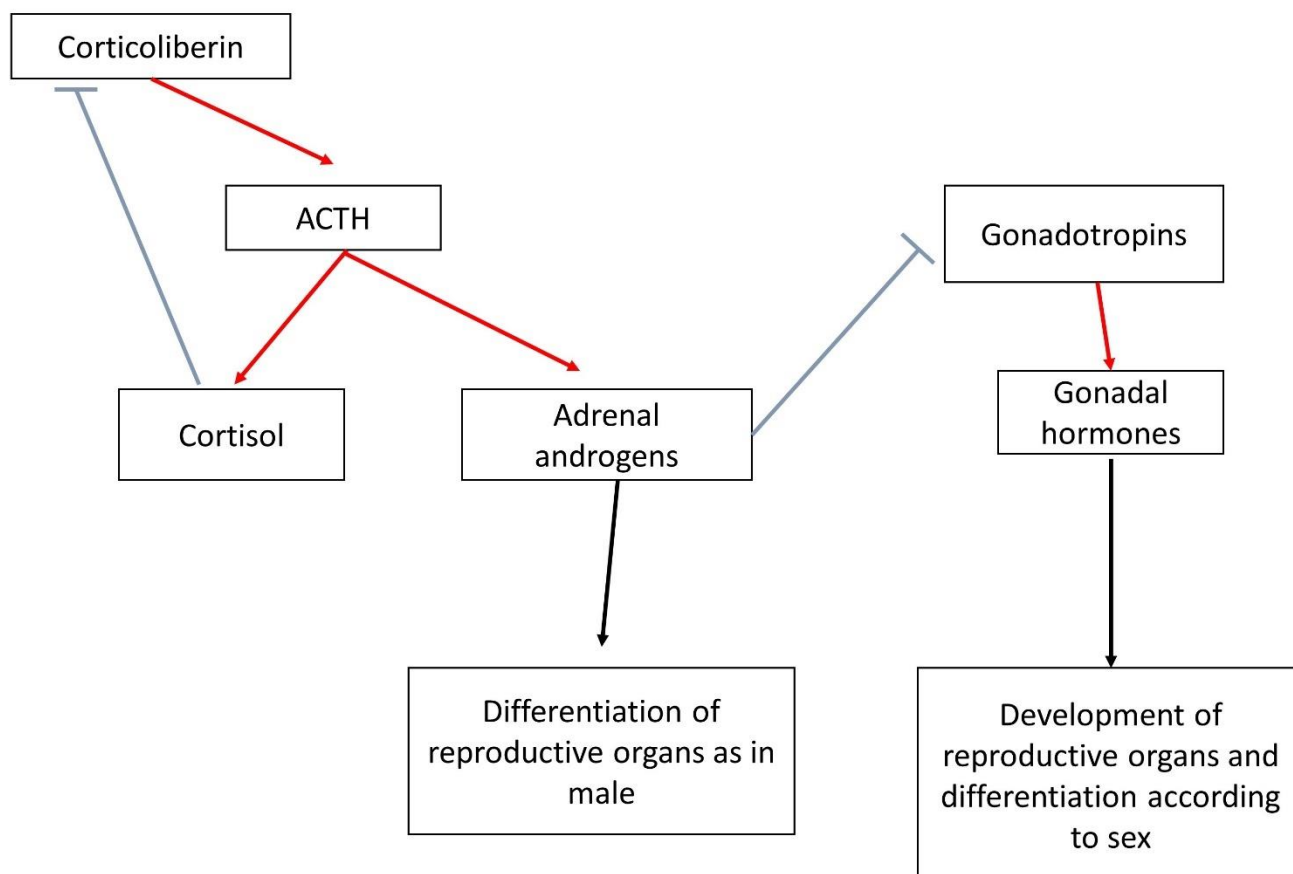 Corticoliberin
ACTH
Gonadotropins
Cortisol
Adrenal
androgens
Gonadal
hormones
Differentiation of
reproductive organs as in
male
Development of
reproductive organs and
differentiation according
to sex